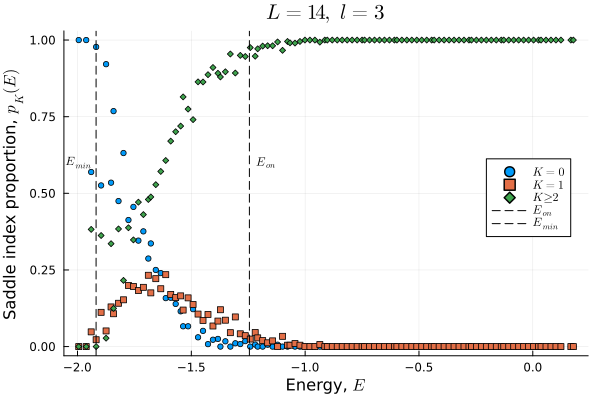 L = 14, l = 3
Saddle index proportion, p_K(E)
1.00
0.75
0.50
0.25
0.00
E_min
E_on
K = 0
K = 1
K ≥ 2
E_on
E_min
−2.0 −1.5 −1.0 −0.5 0.0
Energy, E